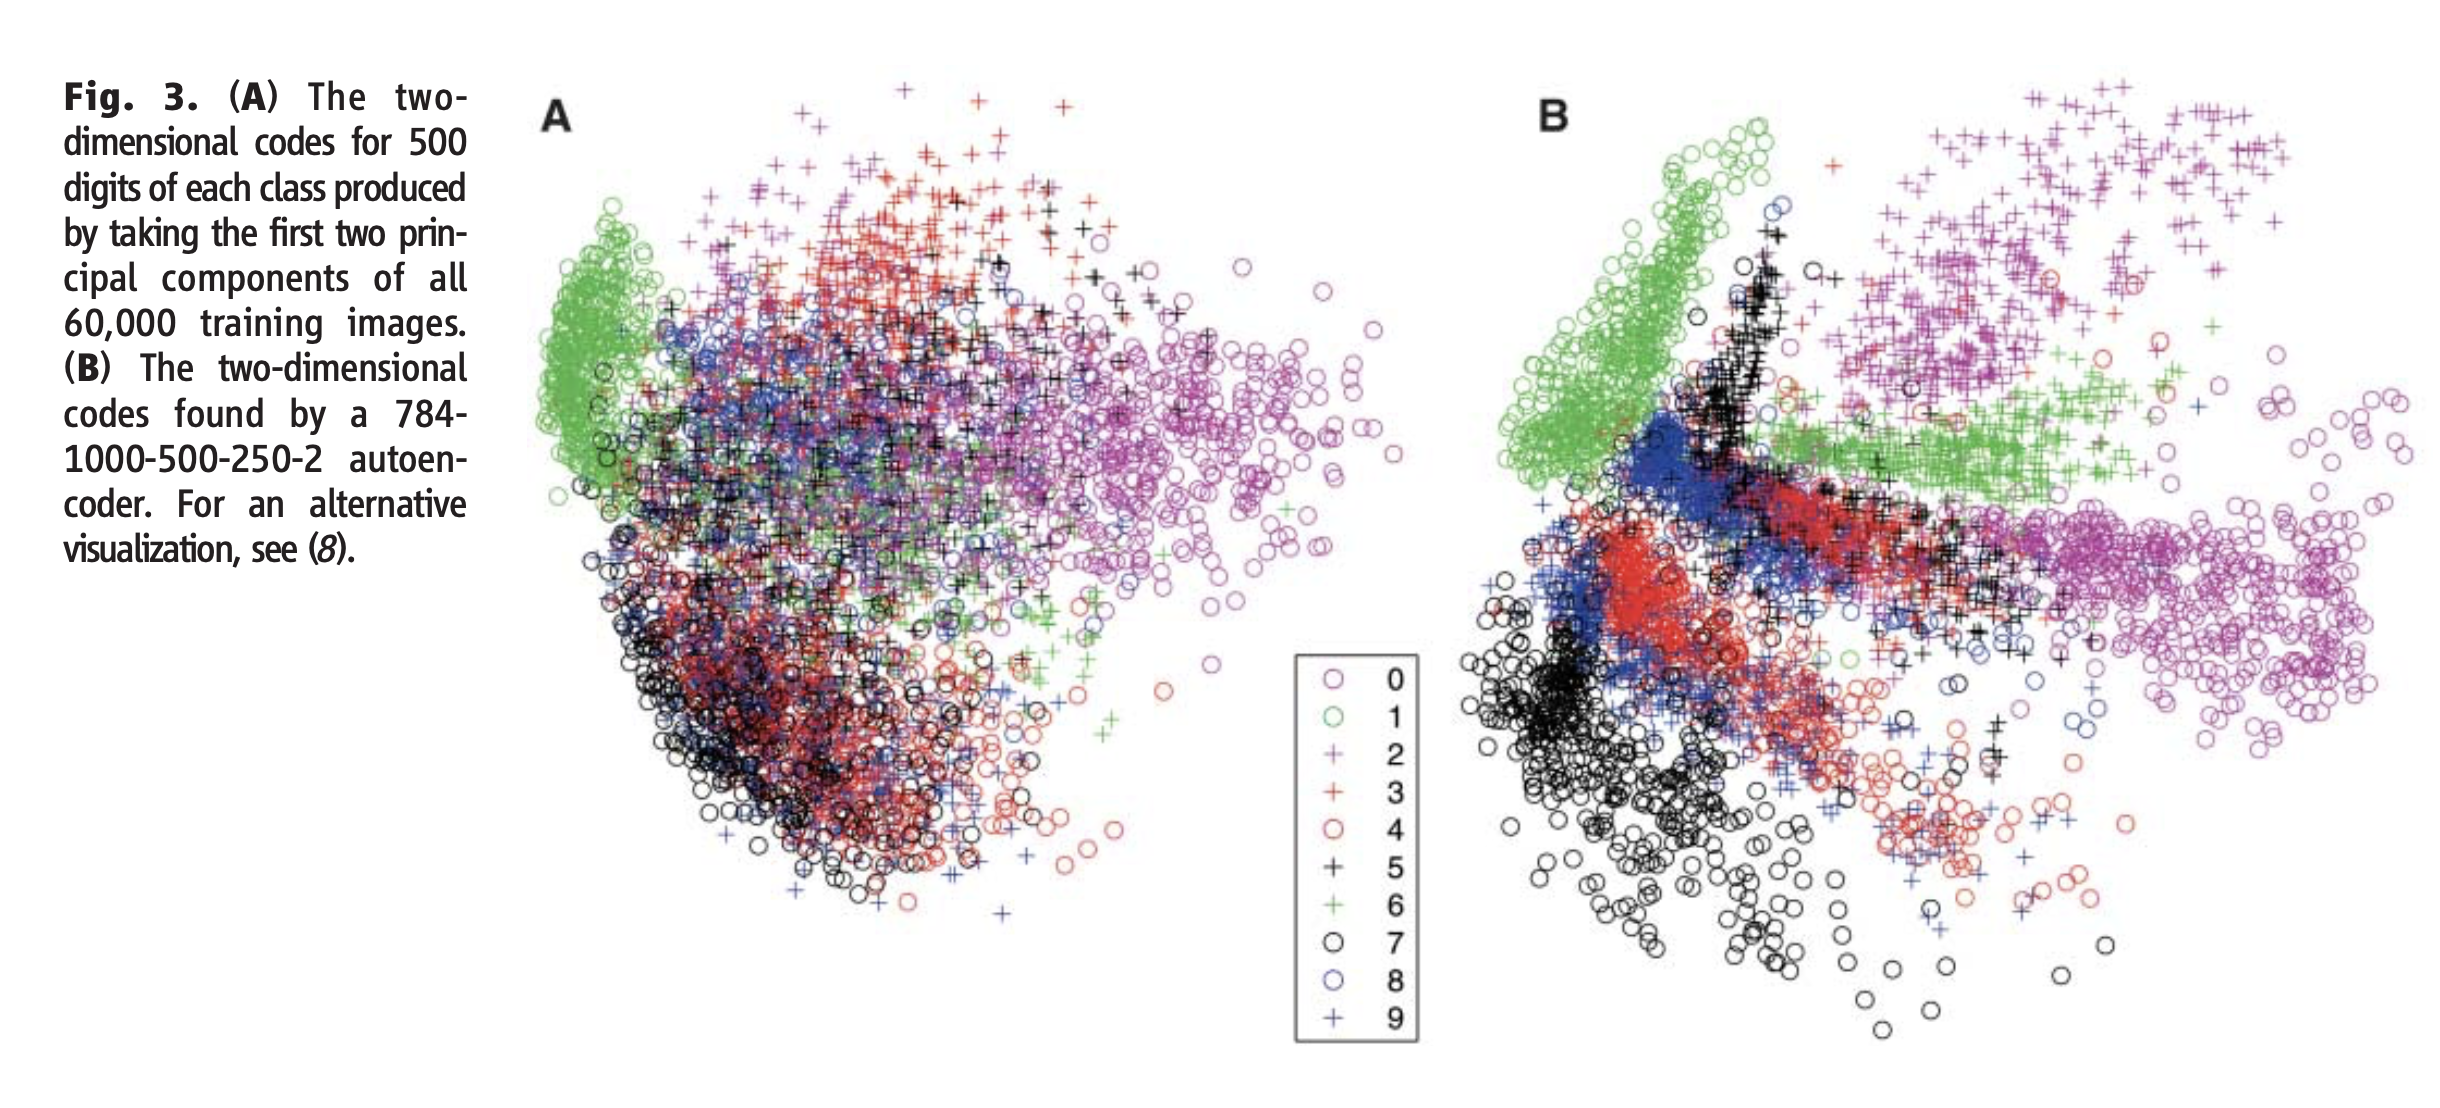 Fig. 3. (A) The two-
dimensional codes for 500
digits of each class produced
by taking the first two prin-
cipal components of all
60,000 training images.
(B) The two-dimensional
codes found by a 784-
1000-500-250-2 autoen-
coder. For an alternative
visualization, see (8).
A
B
0
1
2
3
4
5
6
7
8
9